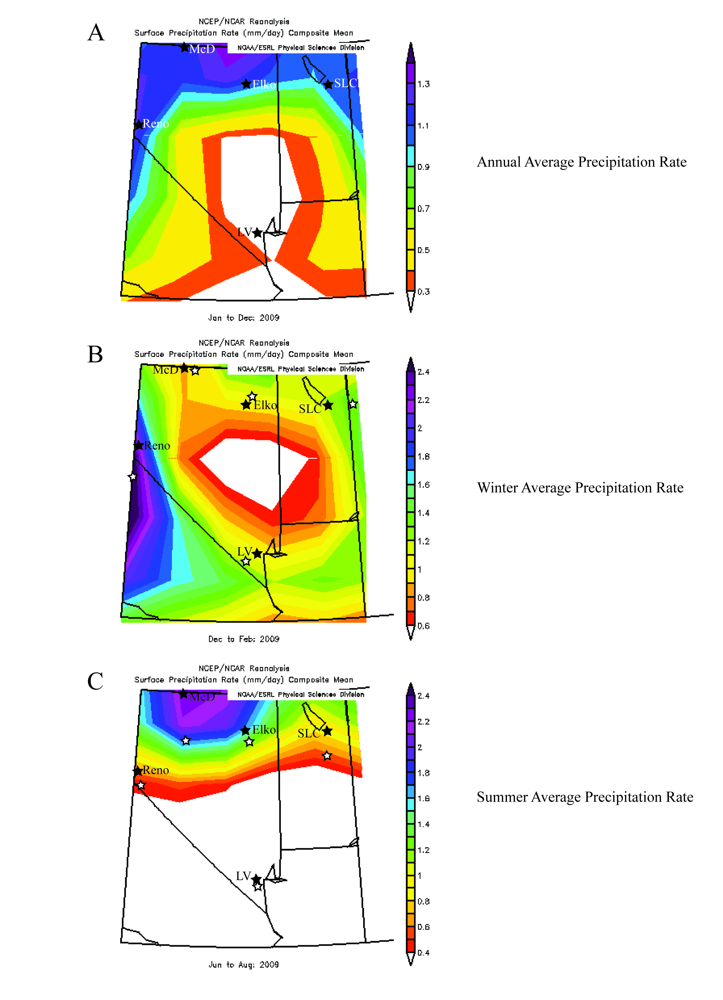 A
NCEP/NCAR Reanalysis
Surface Precipitation Rate (mm/day) Composite Mean
NOAA/ESRL Physical Sciences Division
McD
Elko
SLC
Reno
LV
1.3
1.1
0.9
0.7
0.5
0.3
Annual Average Precipitation Rate
Jan to Dec: 2009
B
NCEP/NCAR Reanalysis
Surface Precipitation Rate (mm/day) Composite Mean
NOAA/ESRL Physical Sciences Division
McD
Elko
SLC
Reno
LV
2.4
2.2
2
1.8
1.6
1.4
1.2
1
0.8
0.6
Winter Average Precipitation Rate
Dec to Feb: 2009
C
NCEP/NCAR Reanalysis
Surface Precipitation Rate (mm/day) Composite Mean
NOAA/ESRL Physical Sciences Division
McD
Elko
SLC
Reno
LV
2.4
2.2
2
1.8
1.6
1.4
1.2
1
0.8
0.6
0.4
Summer Average Precipitation Rate
Jun to Aug: 2009